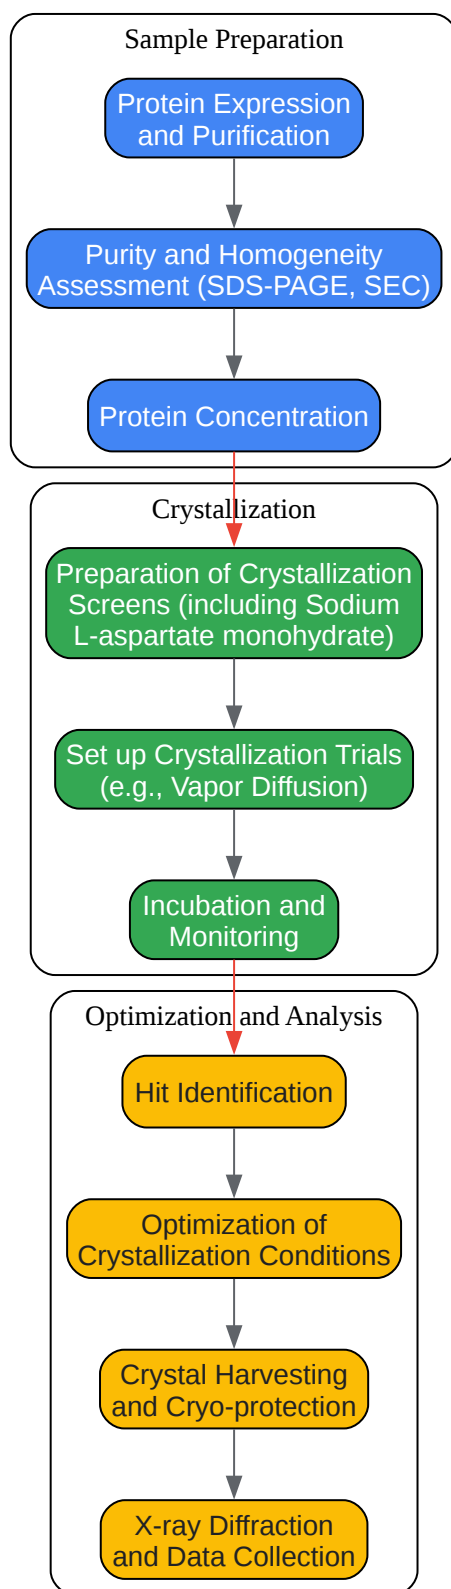 Sample Preparation
Protein Expression
and Purification
Purity and Homogeneity
Assessment (SDS-PAGE, SEC)
Protein Concentration
Crystallization
Preparation of Crystallization
Screens (including Sodium
L-aspartate monohydrate)
Set up Crystallization Trials
(e.g., Vapor Diffusion)
Incubation and
Monitoring
Optimization and Analysis
Hit Identification
Optimization of
Crystallization Conditions
Crystal Harvesting
and Cryo-protection
X-ray Diffraction
and Data Collection